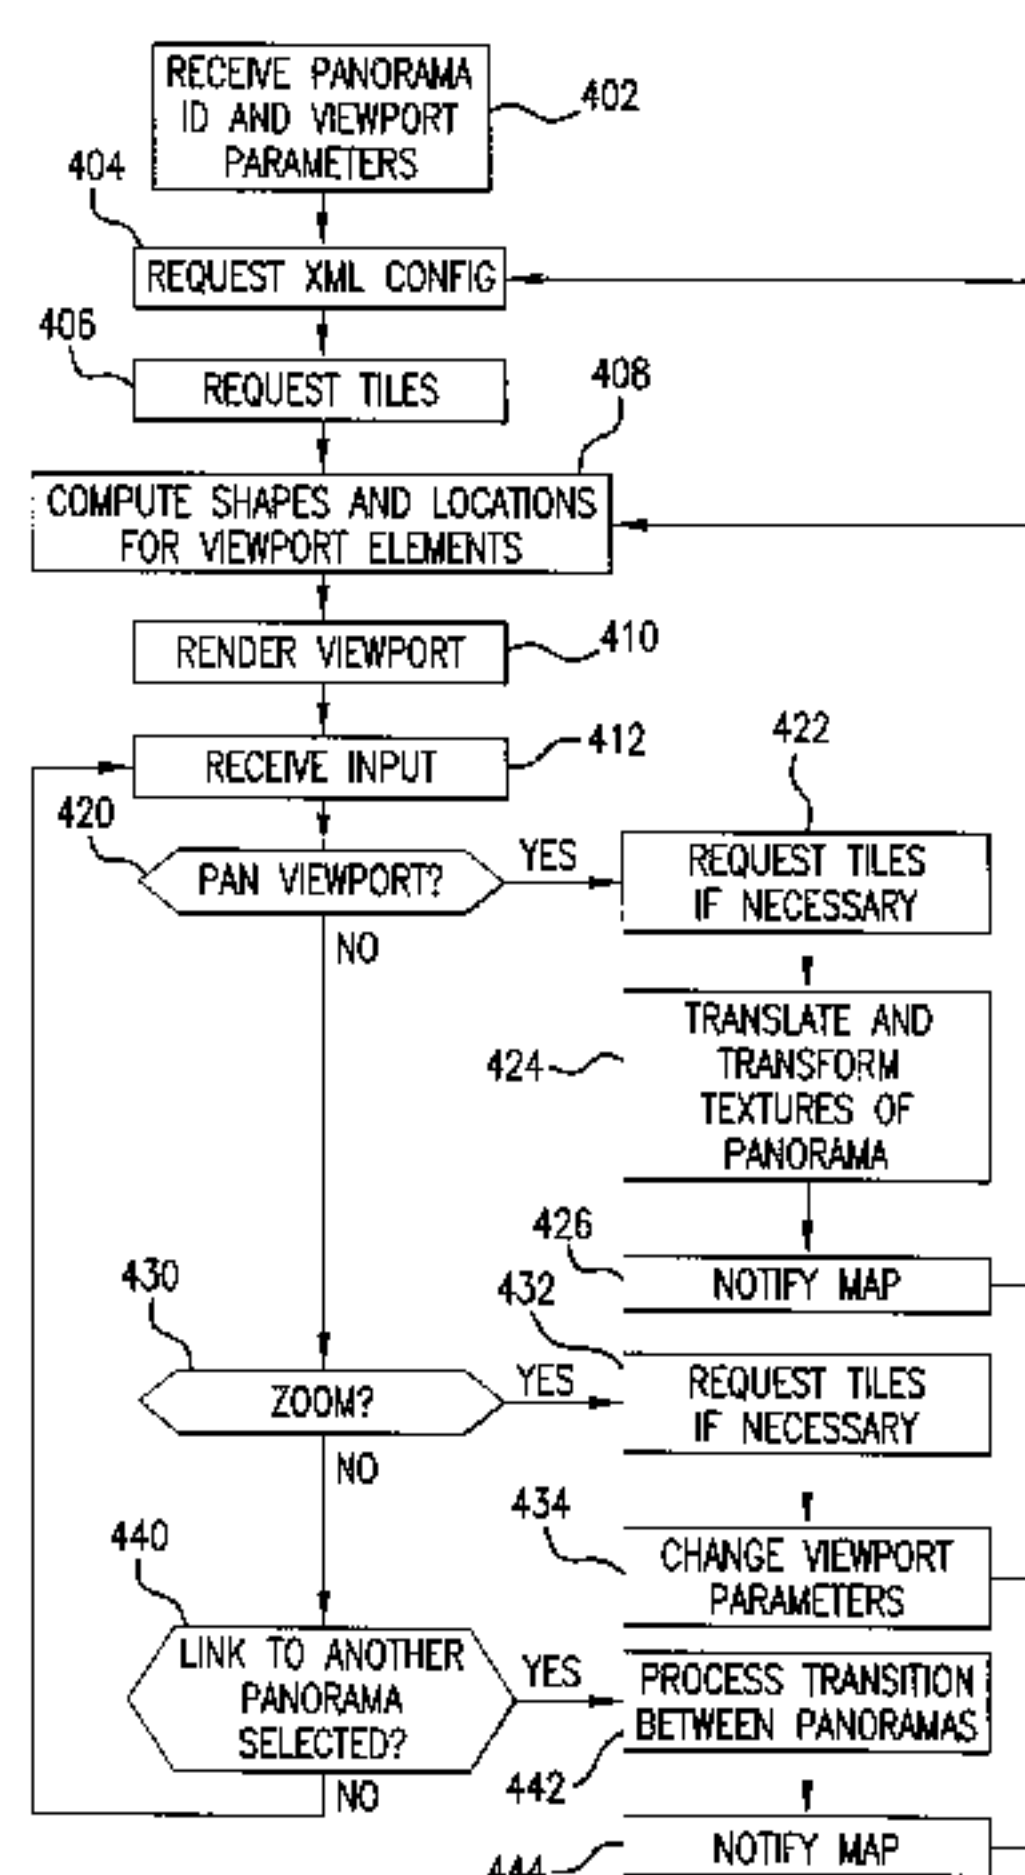 RECEIVE PANORAMA
ID AND VIEWPORT
PARAMETERS
402
404
REQUEST XML CONFIG
406
REQUEST TILES
408
COMPUTE SHAPES AND LOCATIONS
FOR VIEWPORT ELEMENTS
RENDER VIEWPORT
410
RECEIVE INPUT
412
420
PAN VIEWPORT?
YES
NO
422
REQUEST TILES
IF NECESSARY
424
TRANSLATE AND
TRANSFORM
TEXTURES OF
PANORAMA
426
NOTIFY MAP
430
ZOOM?
YES
NO
432
REQUEST TILES
IF NECESSARY
434
CHANGE VIEWPORT
PARAMETERS
440
LINK TO ANOTHER
PANORAMA
SELECTED?
YES
NO
PROCESS TRANSITION
BETWEEN PANORAMAS
442
444
NOTIFY MAP